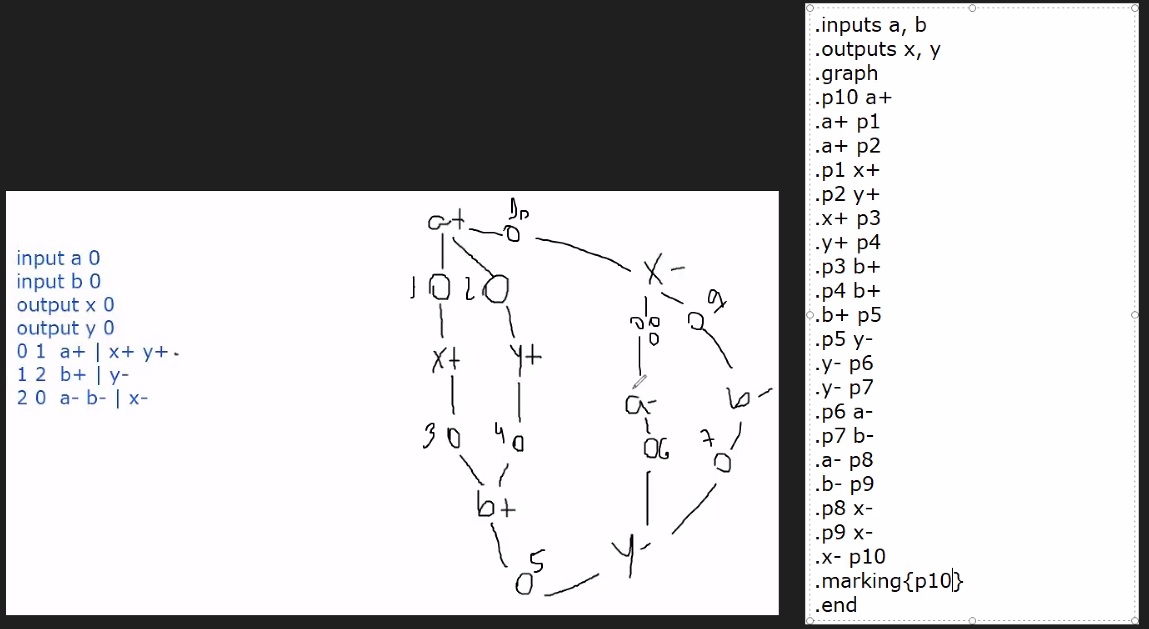 input a 0
input b 0
output x 0
output y 0
0 1 a+ | x+ y+
1 2 b+ | y-
2 0 a- b- | x-
a+
10
x-
1
2
9
8
x+
y+
a-
b-
3
4
6
7
b+
5
y-
.inputs a, b
.outputs x, y
.graph
.p10 a+
.a+ p1
.a+ p2
.p1 x+
.p2 y+
.x+ p3
.y+ p4
.p3 b+
.p4 b+
.b+ p5
.p5 y-
.y- p6
.y- p7
.p6 a-
.p7 b-
.a- p8
.b- p9
.p8 x-
.p9 x-
.x- p10
.marking{p10}
.end